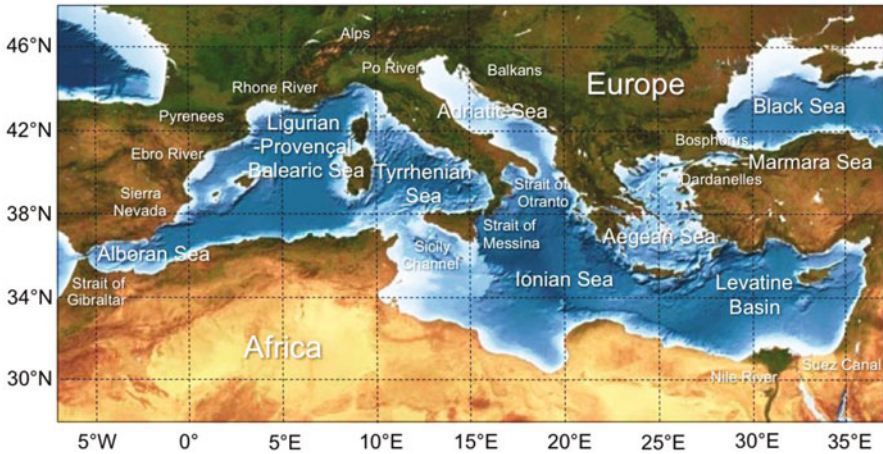 46°N
Alps
Po River
Balkans
Europe
Rhone River
Adriatic Sea
Black Sea
Pyrenees
Ligurian
-Provençal
Balearic Sea
42°N
Bosphorus
Ebro River
Marmara Sea
Tyrrhenian
Sea
Strait of
Otranto
Dardanelles
Sierra
Nevada
38°N
Strait of
Messina
Aegean Sea
Alboran Sea
Sicily
Channel
Ionian Sea
Levatine
Basin
Strait of
Gibraltar
34°N
Africa
Suez Canal
Nile River
30°N
5°W
0°
5°E
10°E
15°E
20°E
25°E
30°E
35°E